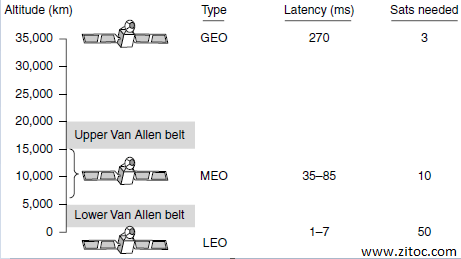 Altitude (km) Type Latency (ms) Sats needed
35,000 GEO 270 3
30,000
25,000
20,000
Upper Van Allen belt
15,000
10,000 MEO 35–85 10
5,000
Lower Van Allen belt
0 1–7 50
LEO
www.zitoc.com